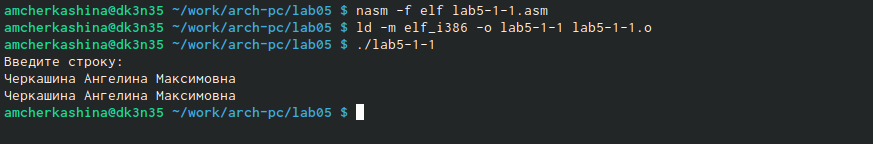 amcherkashina@dk3n35 ~/work/arch-pc/lab05 $ nasm -f elf lab5-1-1.asm
amcherkashina@dk3n35 ~/work/arch-pc/lab05 $ ld -m elf_i386 -o lab5-1-1 lab5-1-1.o
amcherkashina@dk3n35 ~/work/arch-pc/lab05 $ ./lab5-1-1
Введите строку:
Черкашина Ангелина Максимовна
Черкашина Ангелина Максимовна
amcherkashina@dk3n35 ~/work/arch-pc/lab05 $